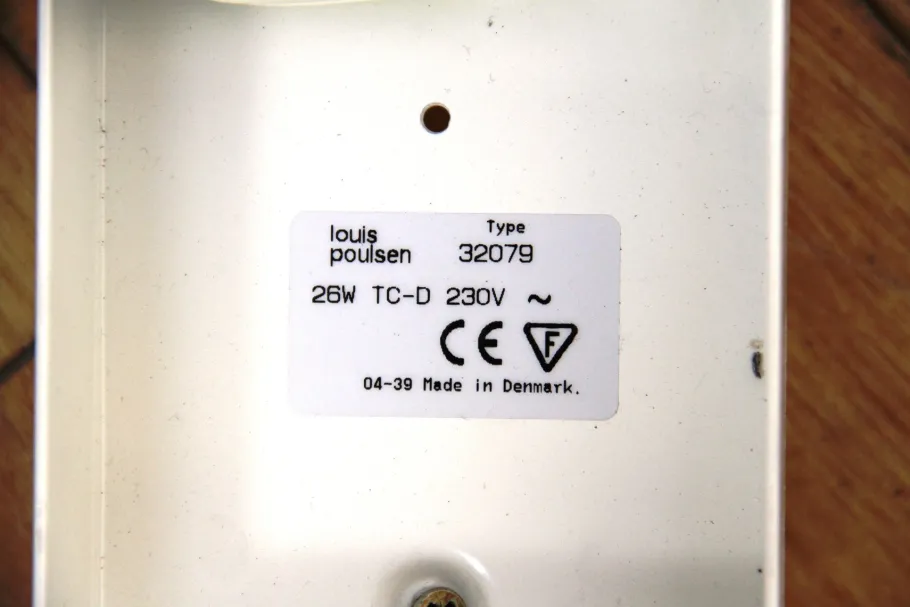 louis
poulsen
Type
32079
26W TC-D 230V ~
CE F
04-39 Made in Denmark.